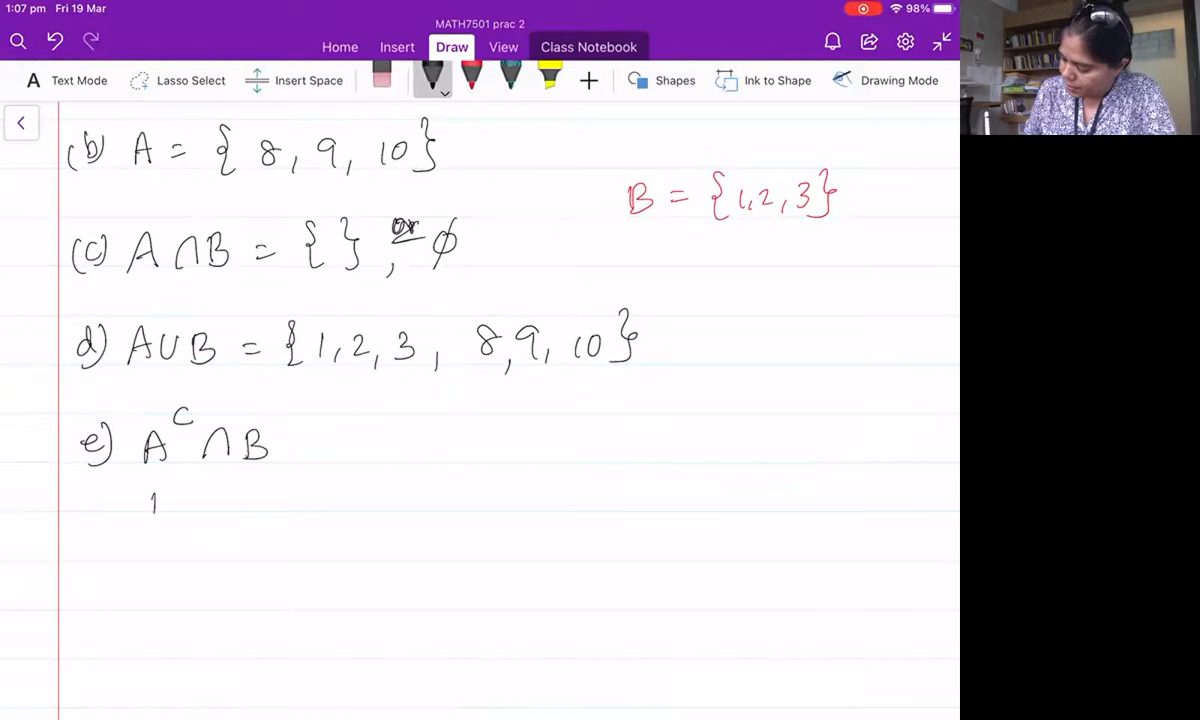 1:07 pm Fri 19 Mar
98%
MATH7501 prac 2
Home Insert Draw View Class Notebook
A Text Mode Lasso Select Insert Space Shapes Ink to Shape Drawing Mode
(b) A = { 8, 9, 10}
B = {1,2,3}
(c) A ∩ B = { }, or ϕ
d) A ∪ B = {1,2,3, 8,9,10}
e) A^C ∩ B